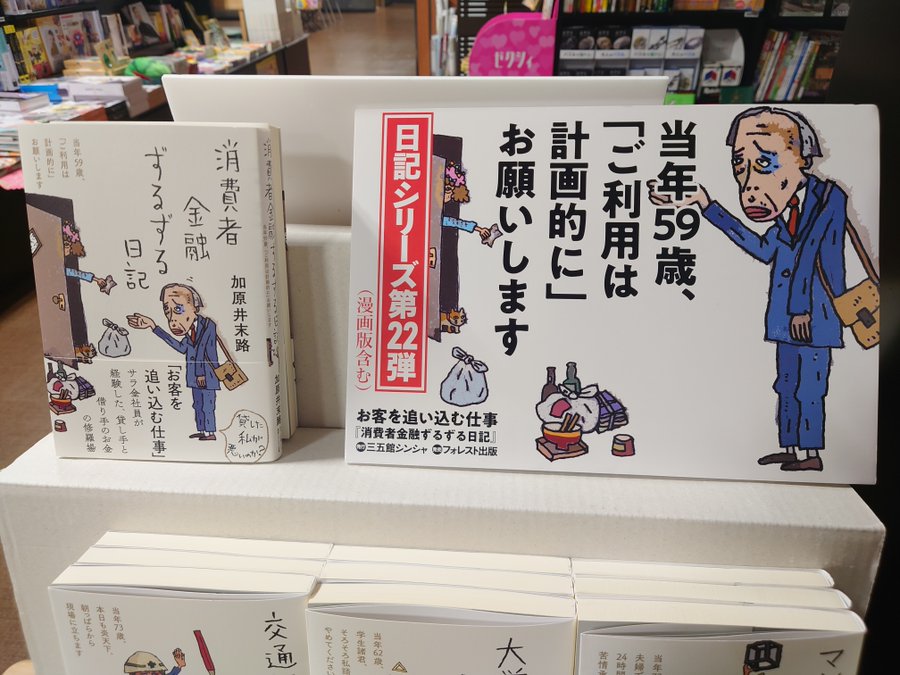 ゼクシィ
消費者
金融
ずるずる
日記
加原井末路
当年59歳、
「ご利用は
計画的に」
お願いします
「お客を
追い込む仕事」
サラ金社員が
経験した、貸し手と
借り手のお金
の修羅場
貸した
私が
悪いのか?
日記シリーズ第22弾
(漫画版含む)
当年59歳、
「ご利用は
計画的に」
お願いします
お客を追い込む仕事
『消費者金融ずるずる日記』
発行 三五館シンシャ 発売 フォレスト出版
交通
当年73歳、
本日も炎天下、
朝っぱらから
現場に立ちます
大学
当年62歳、
学生諸君、
そろそろ私語
やめてください
マ
24時間
苦情